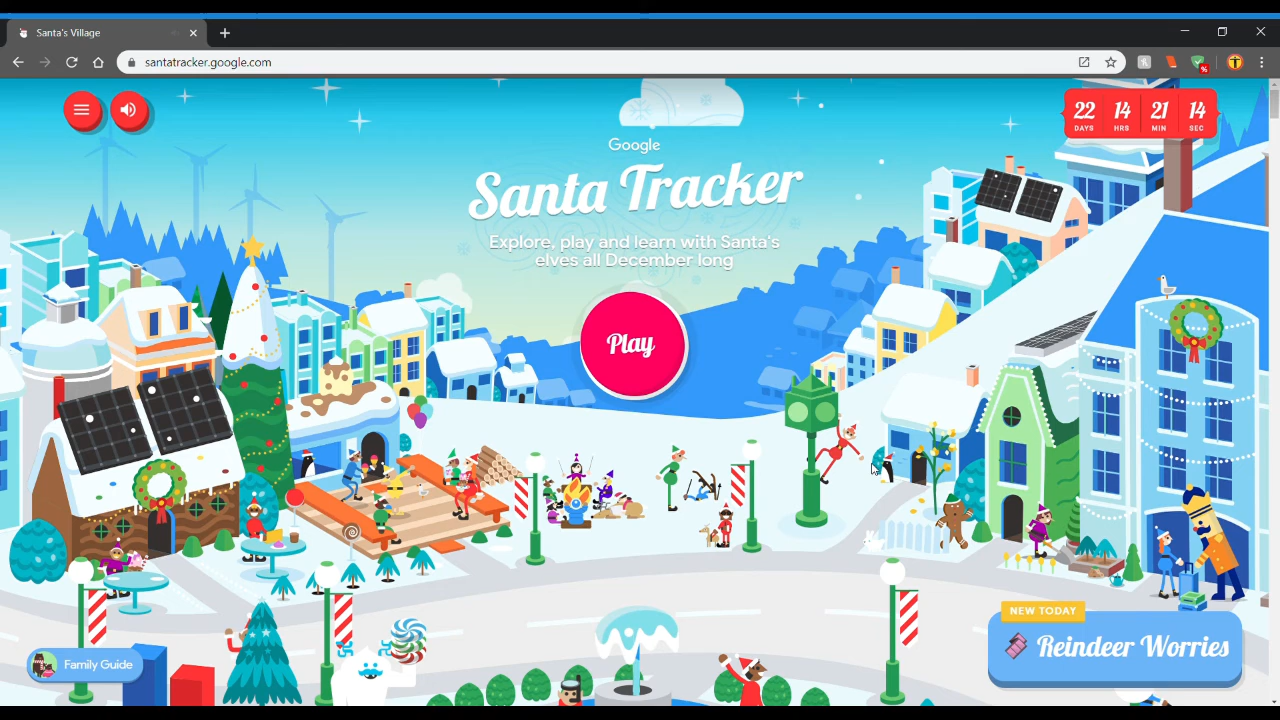 Santa's Village
santatracker.google.com
22 14 21 14
DAYS HRS MIN SEC
Google
Santa Tracker
Explore, play and learn with Santa's
elves all December long
Play
NEW TODAY
Reindeer Worries
Family Guide